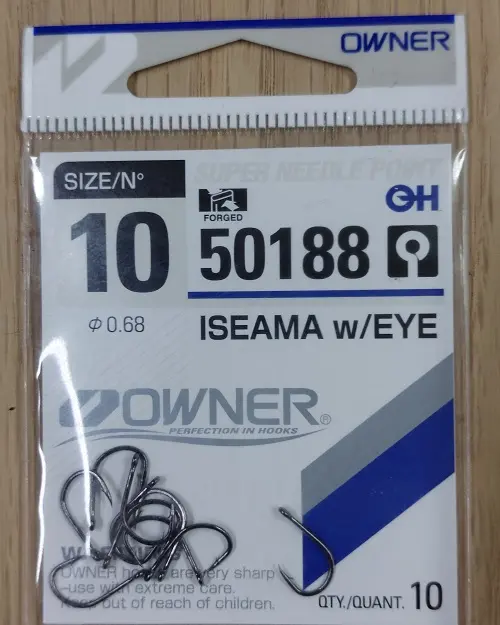 OWNER
SUPER NEEDLE POINT
SIZE/N°
10
FORGED
50188
OH
Φ 0.68
ISEAMA w/EYE
OWNER®
PERFECTION IN HOOKS
OWNER hooks are very sharp
-use with extreme care.
Keep out of reach of children.
QTY./QUANT. 10